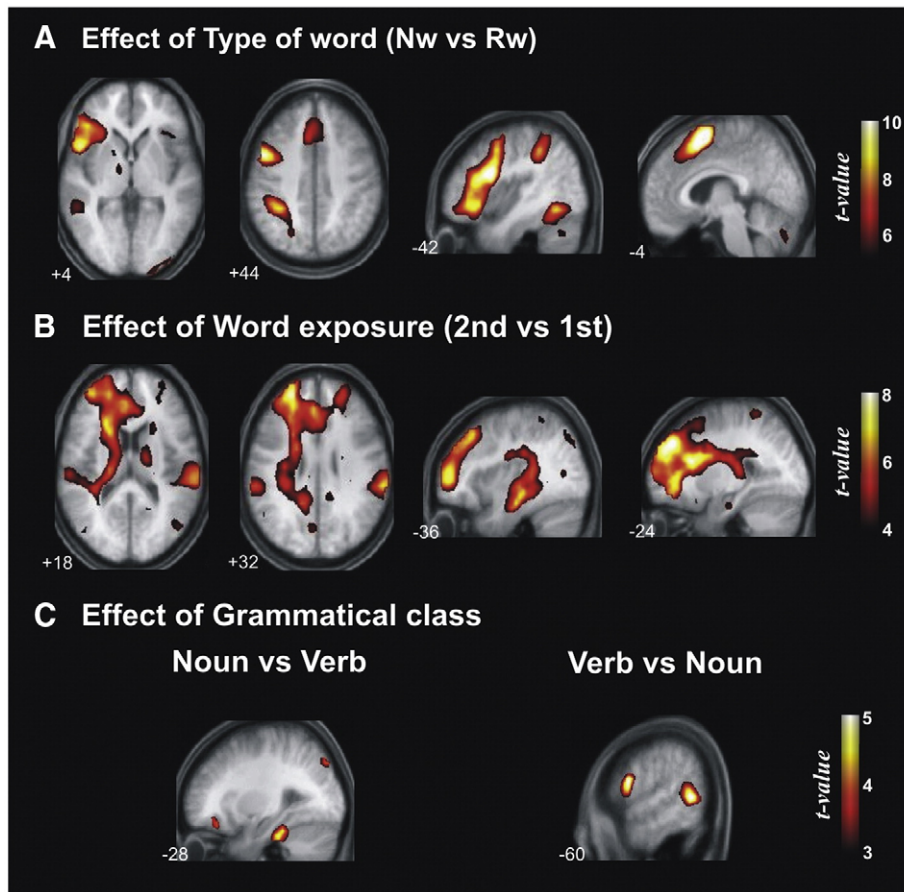 A Effect of Type of word (Nw vs Rw)
+4
+44
-42
-4
10
8
6
t-value
B Effect of Word exposure (2nd vs 1st)
+18
+32
-36
-24
8
6
4
t-value
C Effect of Grammatical class
Noun vs Verb
Verb vs Noun
-28
-60
5
4
3
t-value